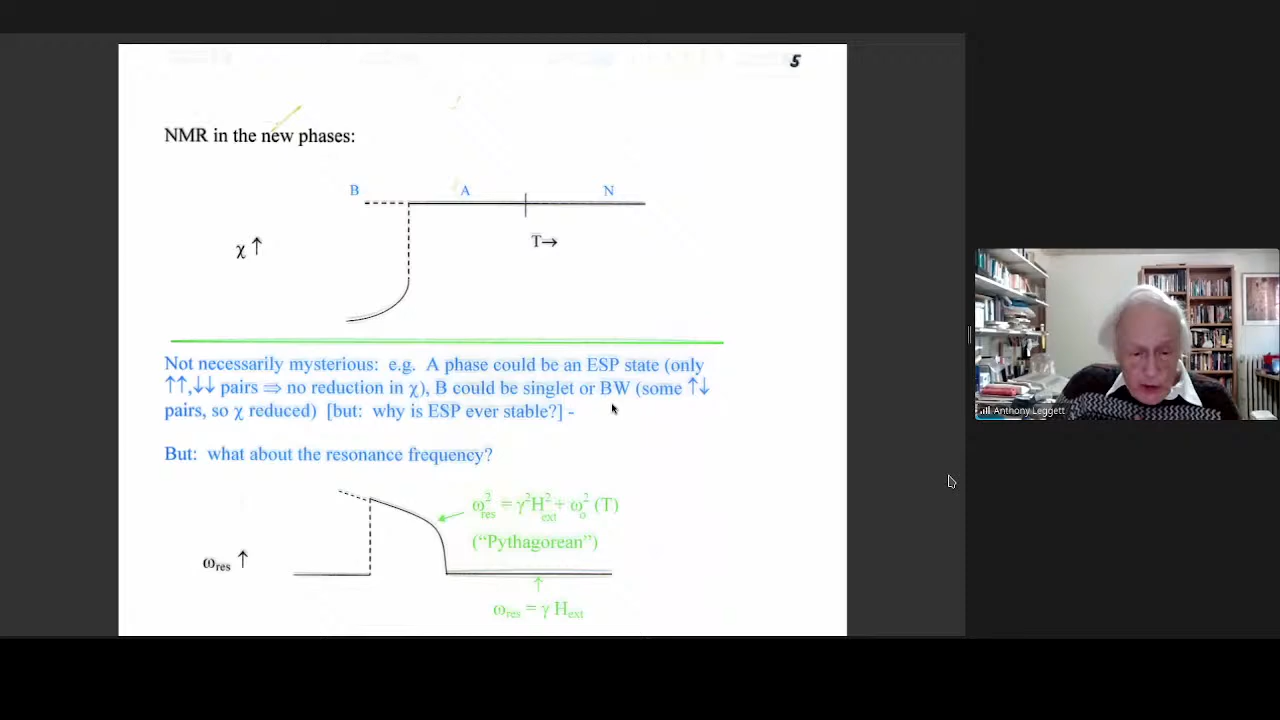 5
NMR in the new phases:
B A N
T→
χ ↑
Not necessarily mysterious: e.g. A phase could be an ESP state (only
↑↑,↓↓ pairs ⇒ no reduction in χ), B could be singlet or BW (some ↑↓
pairs, so χ reduced) [but: why is ESP ever stable?] -
But: what about the resonance frequency?
ω²res = γ²H²ext + ω²o (T)
("Pythagorean")
ωres ↑
ωres = γ Hext
Anthony Leggett